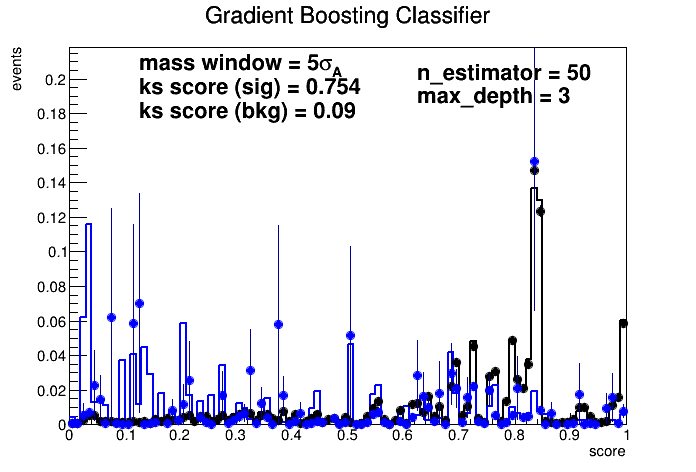 Gradient Boosting Classifier
events
mass window = 5σA
ks score (sig) = 0.754
ks score (bkg) = 0.09
n_estimator = 50
max_depth = 3
0.2
0.18
0.16
0.14
0.12
0.1
0.08
0.06
0.04
0.02
0
0 0.1 0.2 0.3 0.4 0.5 0.6 0.7 0.8 0.9 1
score